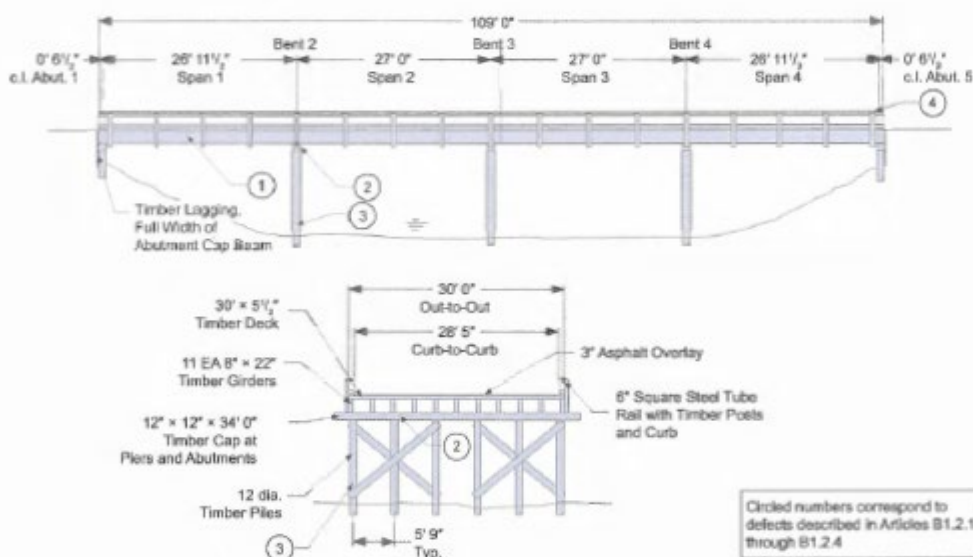 109' 0"
Bent 2
Bent 3
Bent 4
0' 6½"
c.l. Abut. 1
26' 11½"
Span 1
27' 0"
Span 2
27' 0"
Span 3
26' 11½"
Span 4
0' 6½"
c.l. Abut. 5
4
1
2
3
Timber Lagging,
Full Width of
Abutment Cap Beam
30' 0"
Out-to-Out
28' 5"
Curb-to-Curb
30' × 5½"
Timber Deck
3" Asphalt Overlay
11 EA 8" × 22"
Timber Girders
6" Square Steel Tube
Rail with Timber Posts
and Curb
12" × 12" × 34' 0"
Timber Cap at
Piers and Abutments
2
12 dia.
Timber Piles
3
5' 9"
Typ.
Circled numbers correspond to
defects described in Articles B1.2.1
through B1.2.4